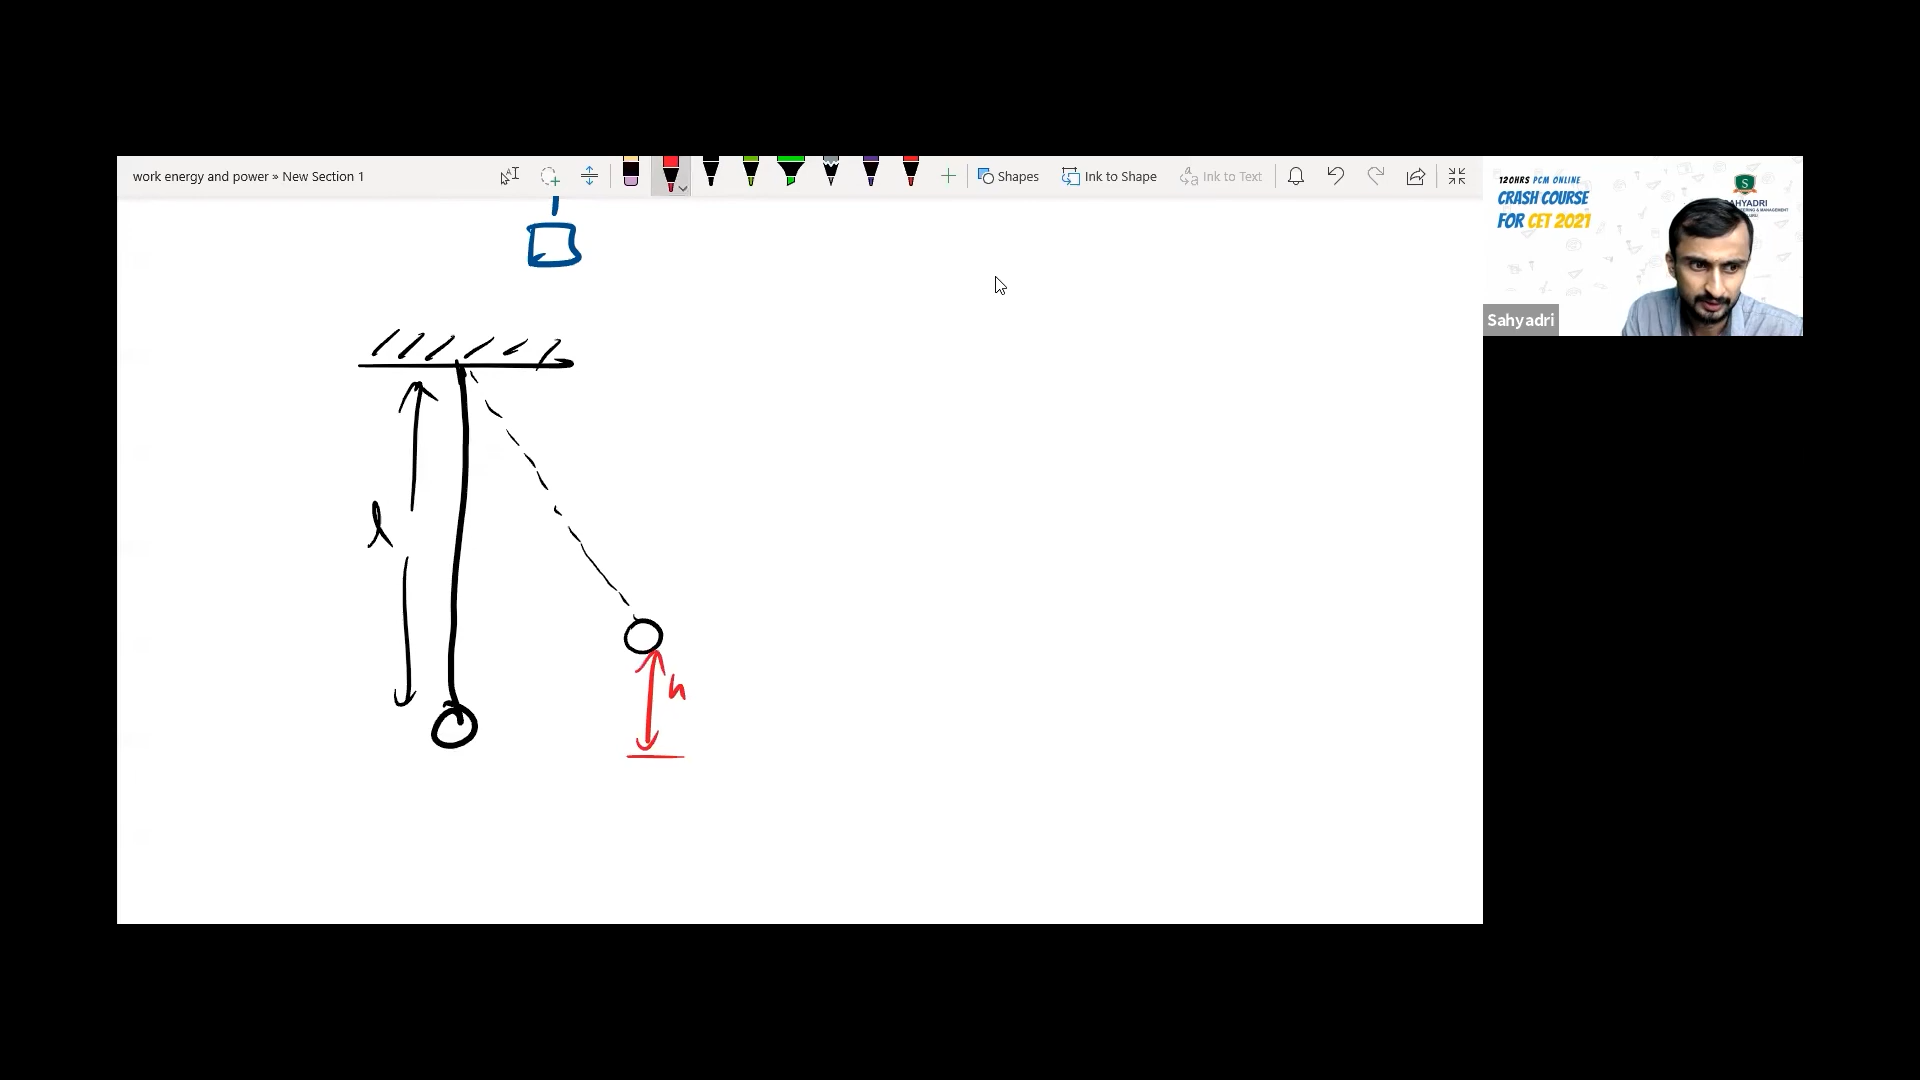 work energy and power » New Section 1
Shapes
Ink to Shape
Ink to Text
120HRS PCM ONLINE
CRASH COURSE
FOR CET 2021
S
AHYADRI
Sahyadri
l
h